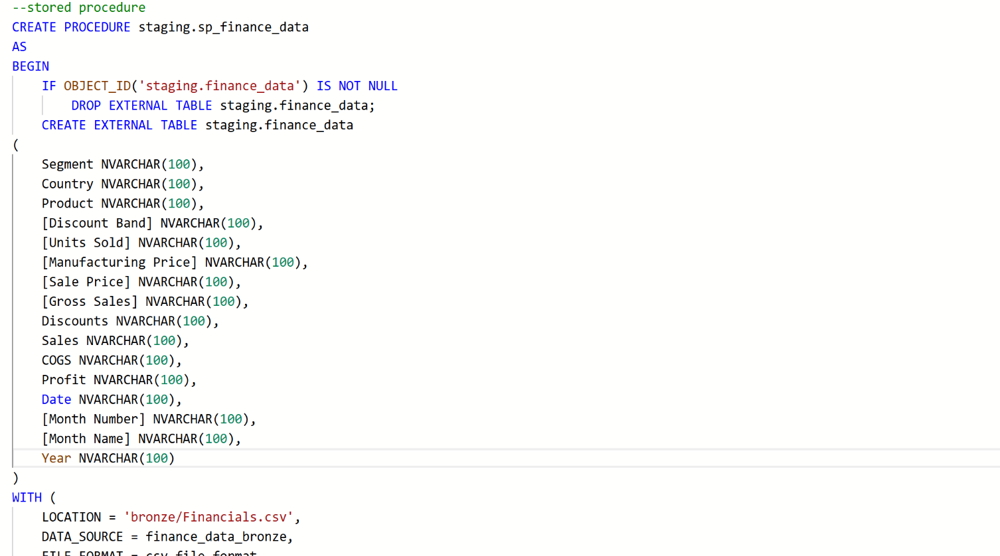 --stored procedure
CREATE PROCEDURE staging.sp_finance_data
AS
BEGIN
    IF OBJECT_ID('staging.finance_data') IS NOT NULL
        DROP EXTERNAL TABLE staging.finance_data;
    CREATE EXTERNAL TABLE staging.finance_data
(
    Segment NVARCHAR(100),
    Country NVARCHAR(100),
    Product NVARCHAR(100),
    [Discount Band] NVARCHAR(100),
    [Units Sold] NVARCHAR(100),
    [Manufacturing Price] NVARCHAR(100),
    [Sale Price] NVARCHAR(100),
    [Gross Sales] NVARCHAR(100),
    Discounts NVARCHAR(100),
    Sales NVARCHAR(100),
    COGS NVARCHAR(100),
    Profit NVARCHAR(100),
    Date NVARCHAR(100),
    [Month Number] NVARCHAR(100),
    [Month Name] NVARCHAR(100),
    Year NVARCHAR(100)
)
WITH (
    LOCATION = 'bronze/Financials.csv',
    DATA_SOURCE = finance_data_bronze,
    FILE_FORMAT = csv_file_format